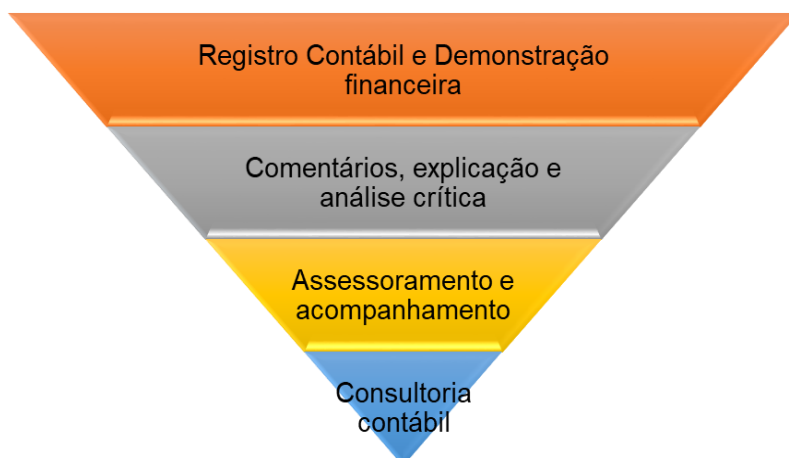 Registro Contábil e Demonstração
financeira
Comentários, explicação e
análise crítica
Assessoramento e
acompanhamento
Consultoria
contábil